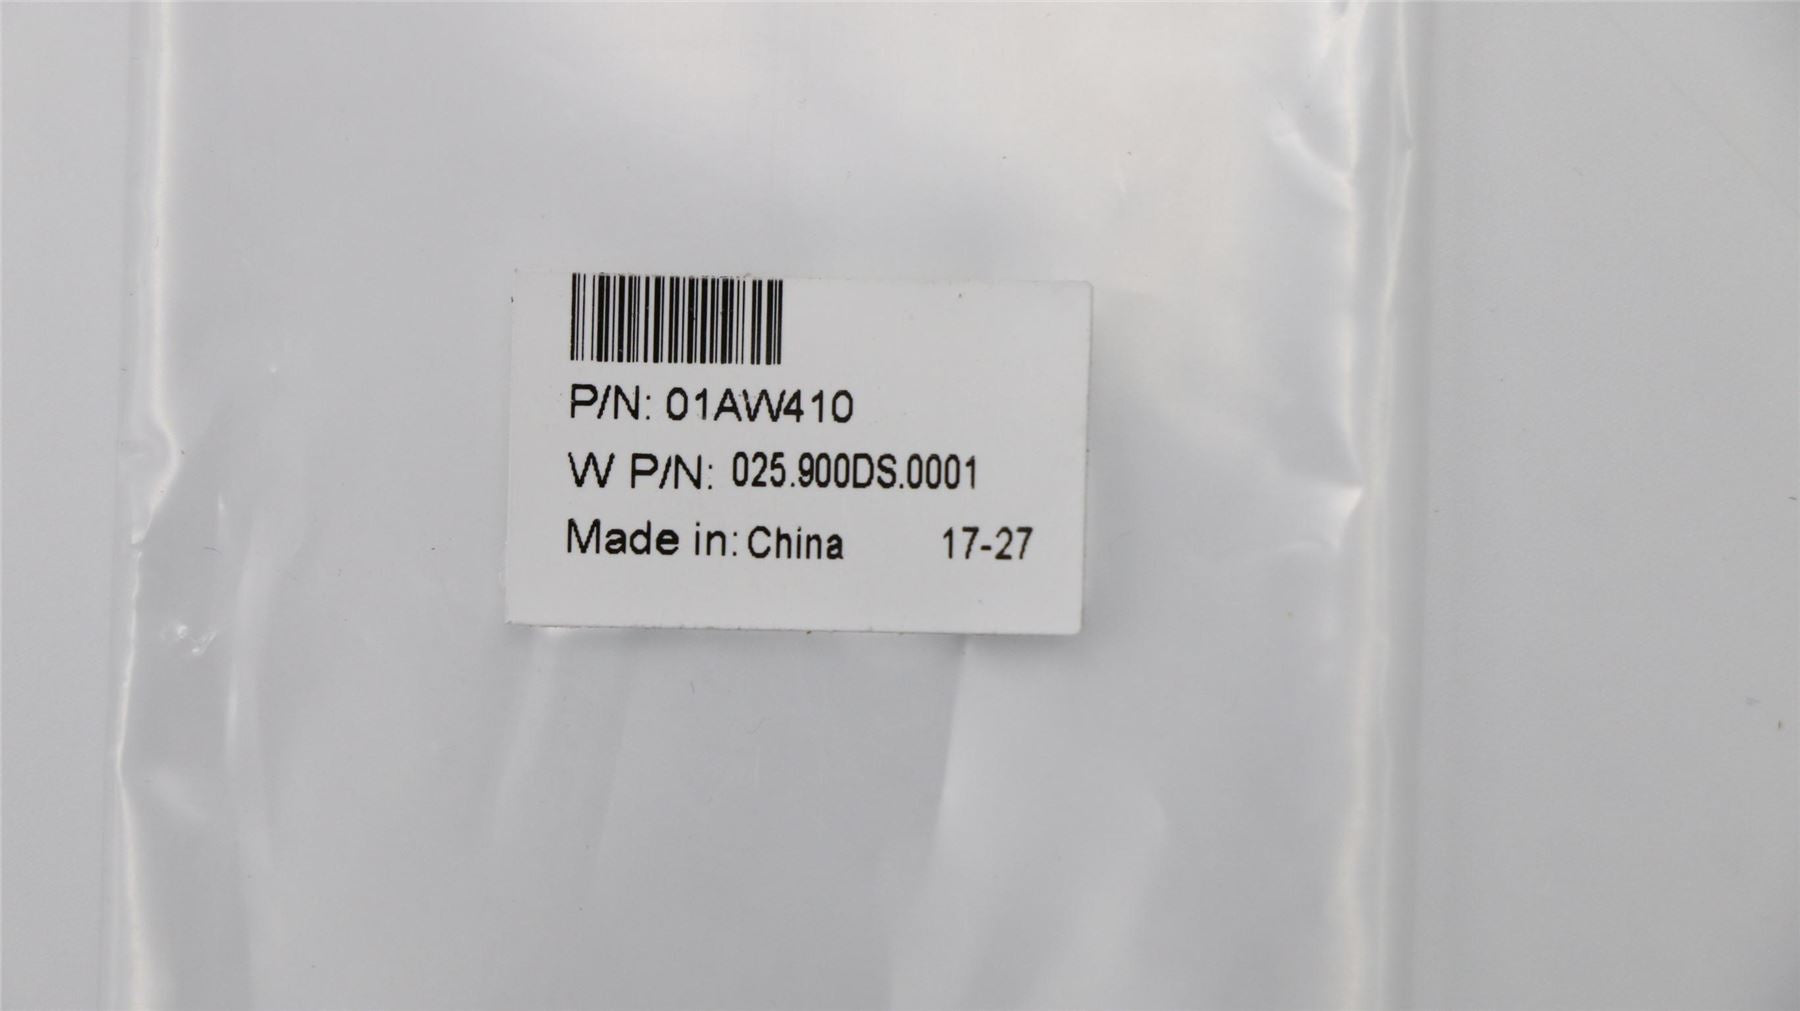 P/N: 01AW410
W P/N: 025.900DS.0001
Made in: China 17-27